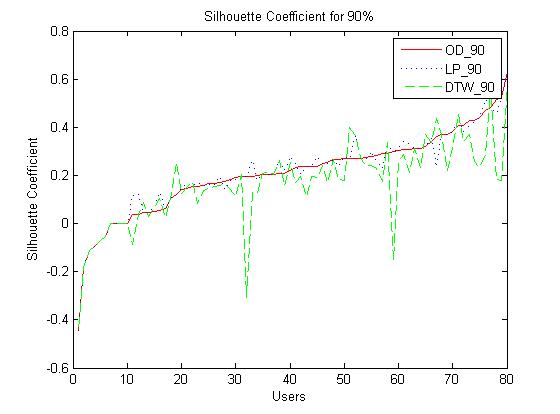 Silhouette Coefficient for 90%
0.8
0.6
0.4
0.2
0
-0.2
-0.4
-0.6
Silhouette Coefficient
OD_90
LP_90
DTW_90
0 10 20 30 40 50 60 70 80
Users